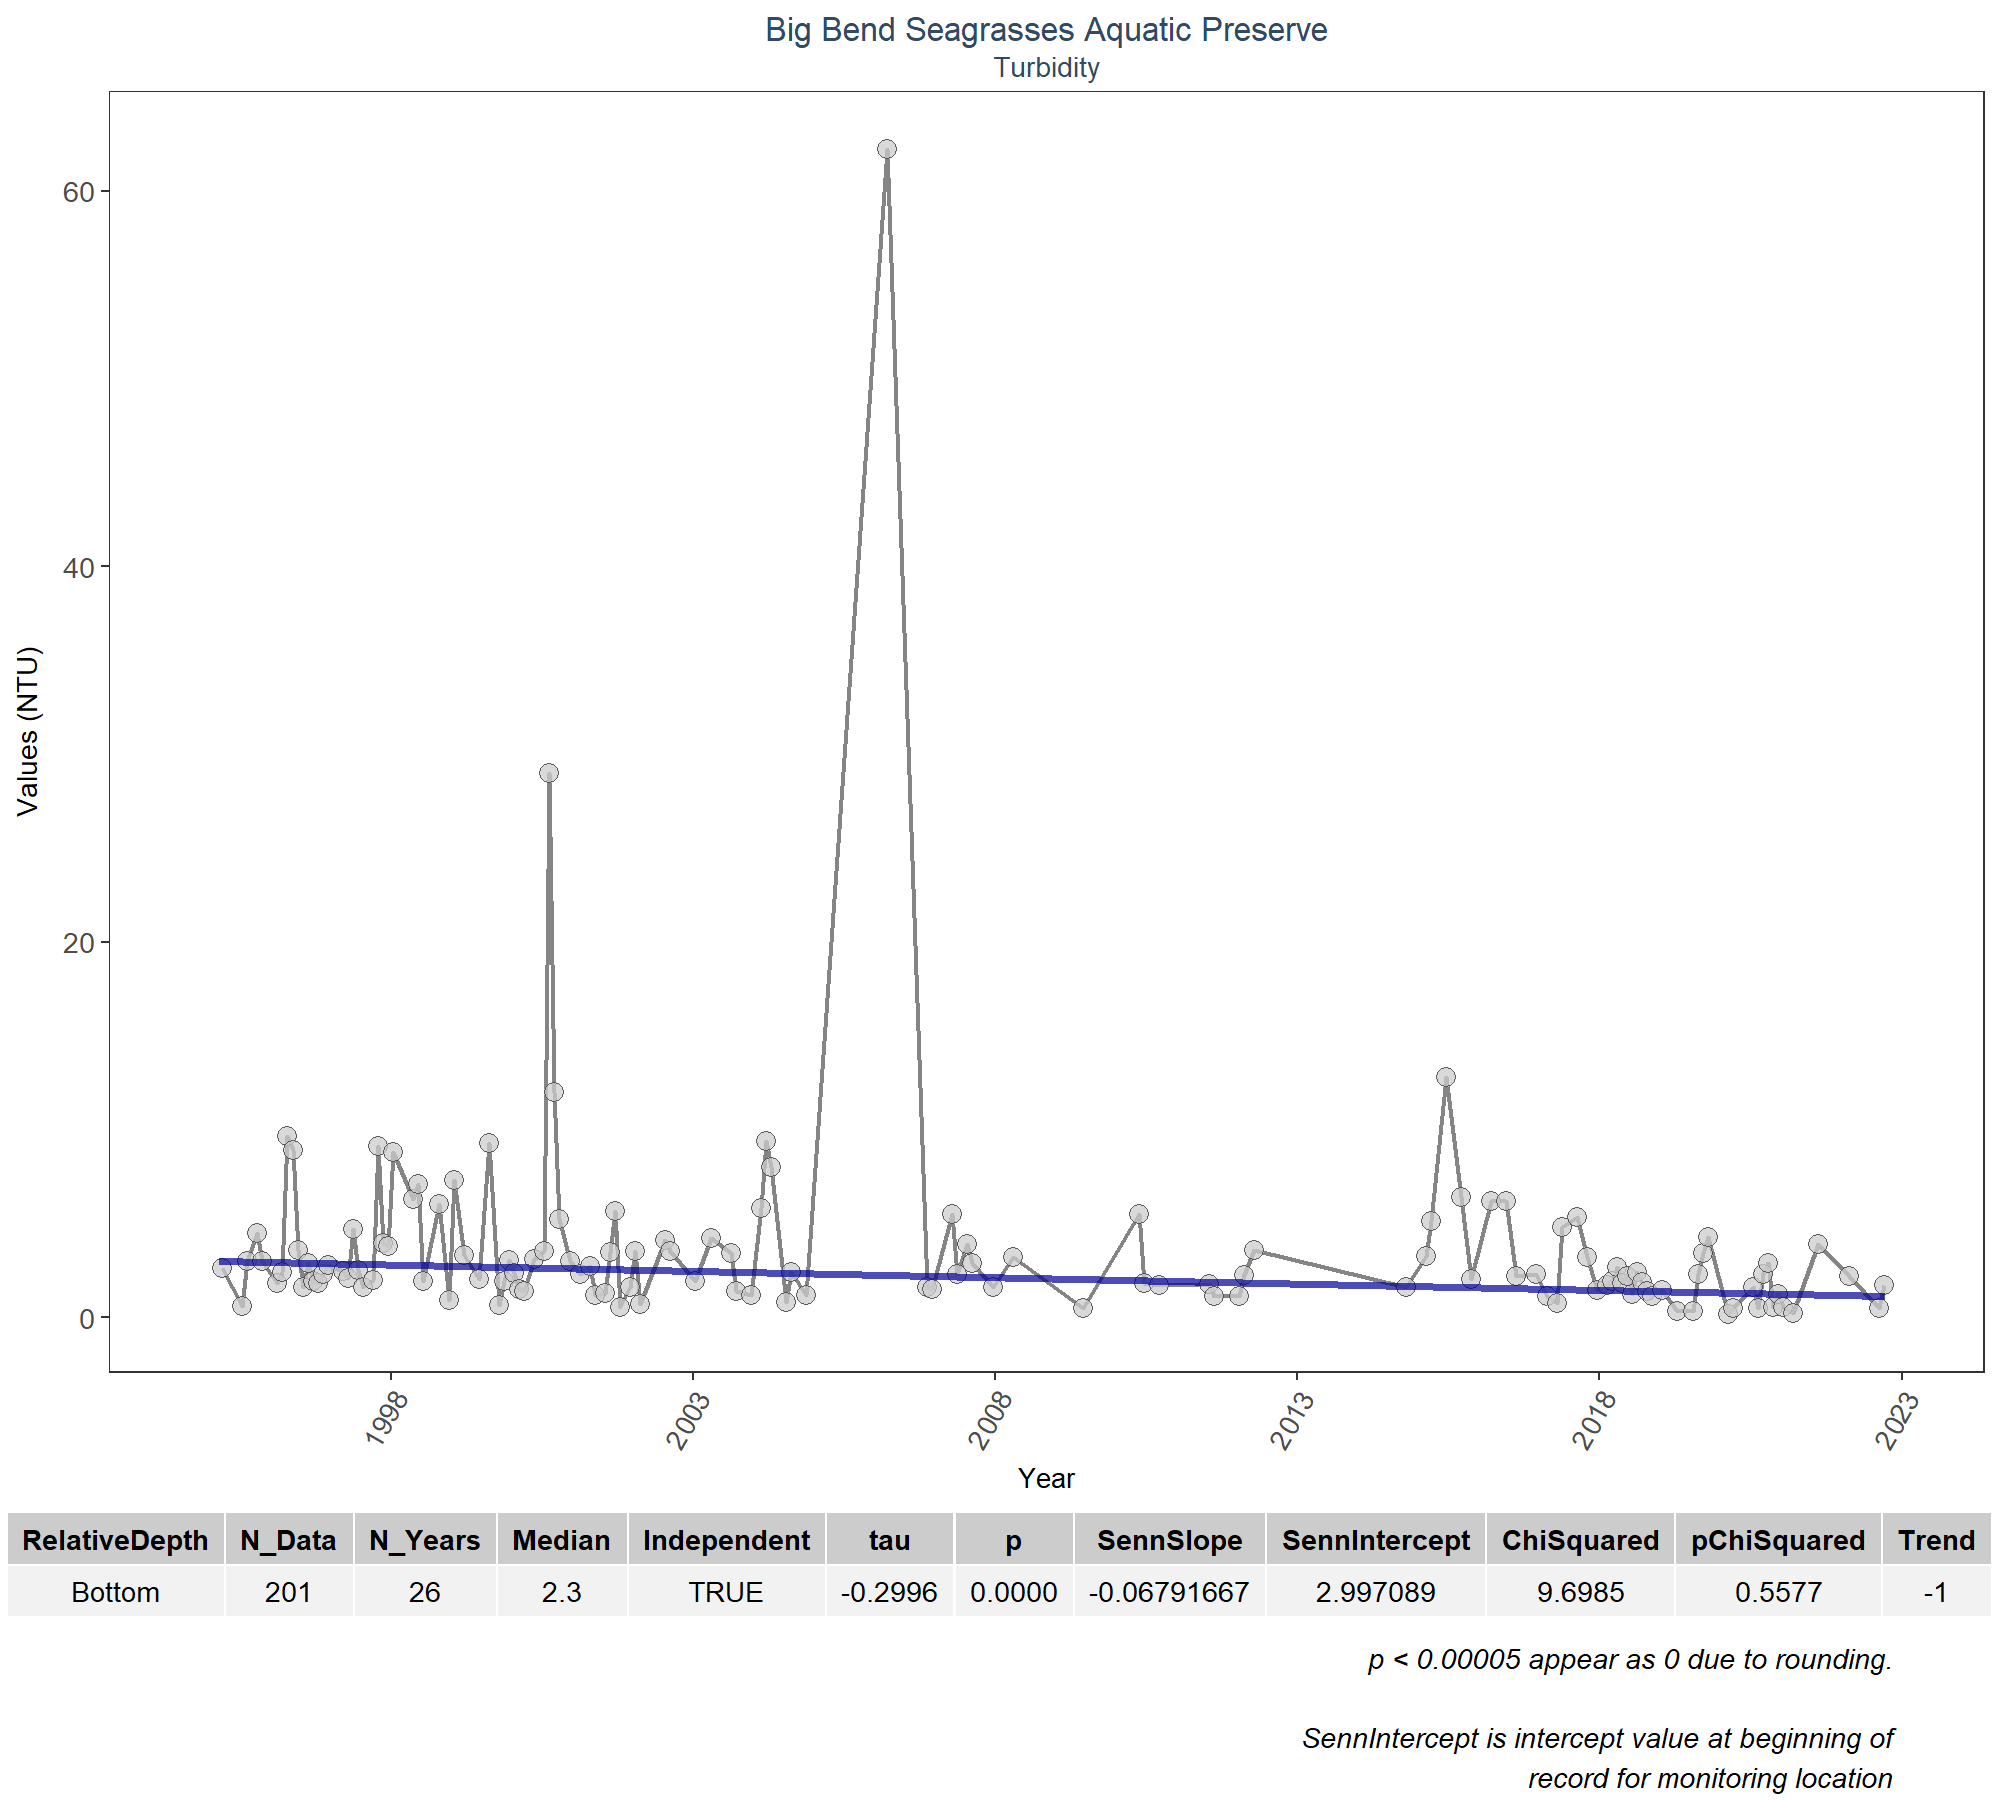 Big Bend Seagrasses Aquatic Preserve
Turbidity
60
40
20
0
Values (NTU)
1998
2003
2008
2013
2018
2023
Year
RelativeDepth N_Data N_Years Median Independent tau p SennSlope SennIntercept ChiSquared pChiSquared Trend
Bottom 201 26 2.3 TRUE -0.2996 0.0000 -0.06791667 2.997089 9.6985 0.5577 -1
p < 0.00005 appear as 0 due to rounding.
SennIntercept is intercept value at beginning of
record for monitoring location